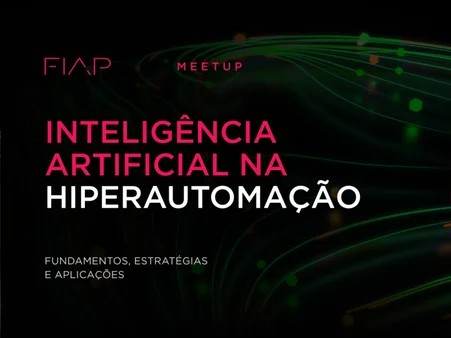 FIAP
MEETUP
INTELIGÊNCIA
ARTIFICIAL NA
HIPERAUTOMAÇÃO
FUNDAMENTOS, ESTRATÉGIAS
E APLICAÇÕES